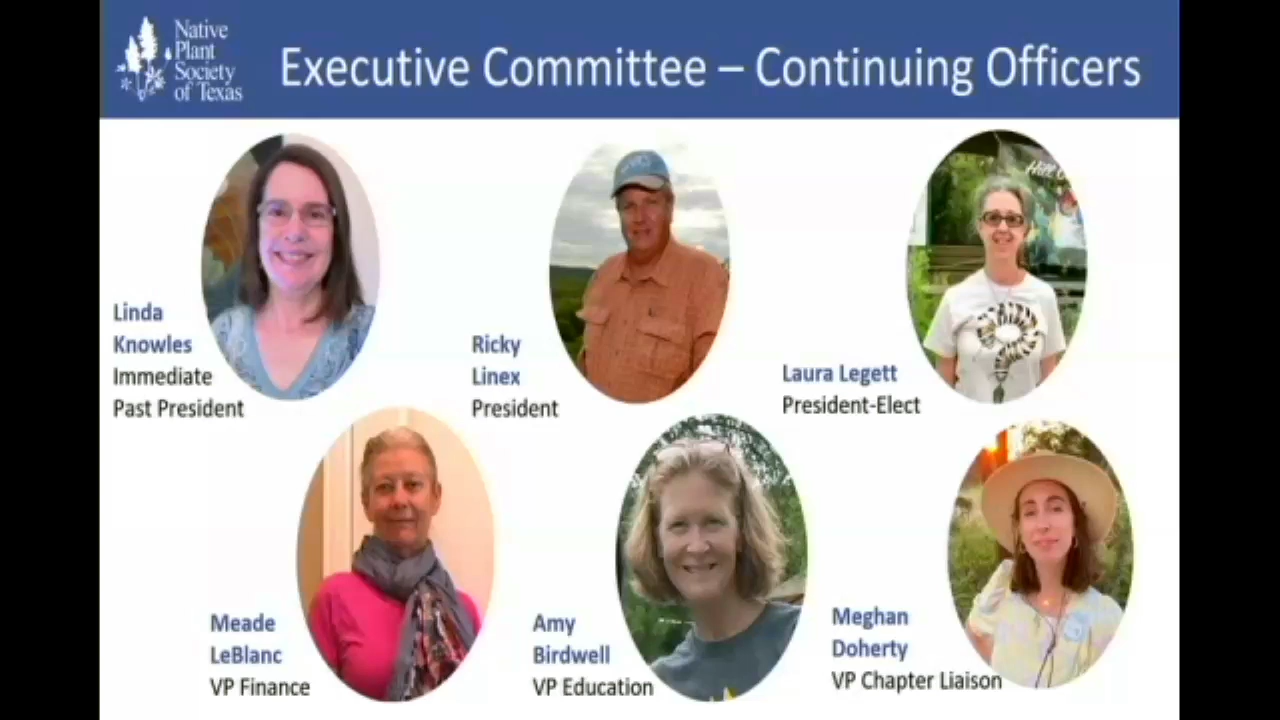 Native
Plant
Society
of Texas
Executive Committee – Continuing Officers
Linda
Knowles
Immediate
Past President
Ricky
Linex
President
Laura Legett
President-Elect
Meade
LeBlanc
VP Finance
Amy
Birdwell
VP Education
Meghan
Doherty
VP Chapter Liaison